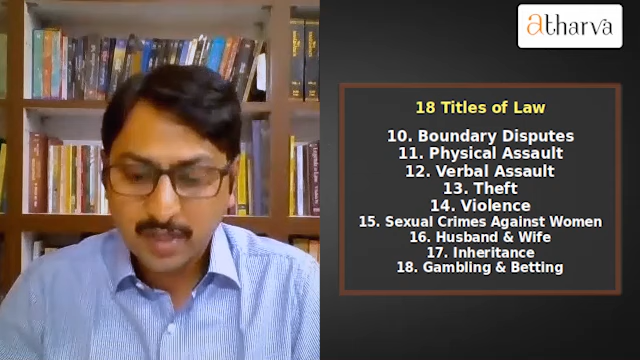 atharva
18 Titles of Law
10. Boundary Disputes
11. Physical Assault
12. Verbal Assault
13. Theft
14. Violence
15. Sexual Crimes Against Women
16. Husband & Wife
17. Inheritance
18. Gambling & Betting